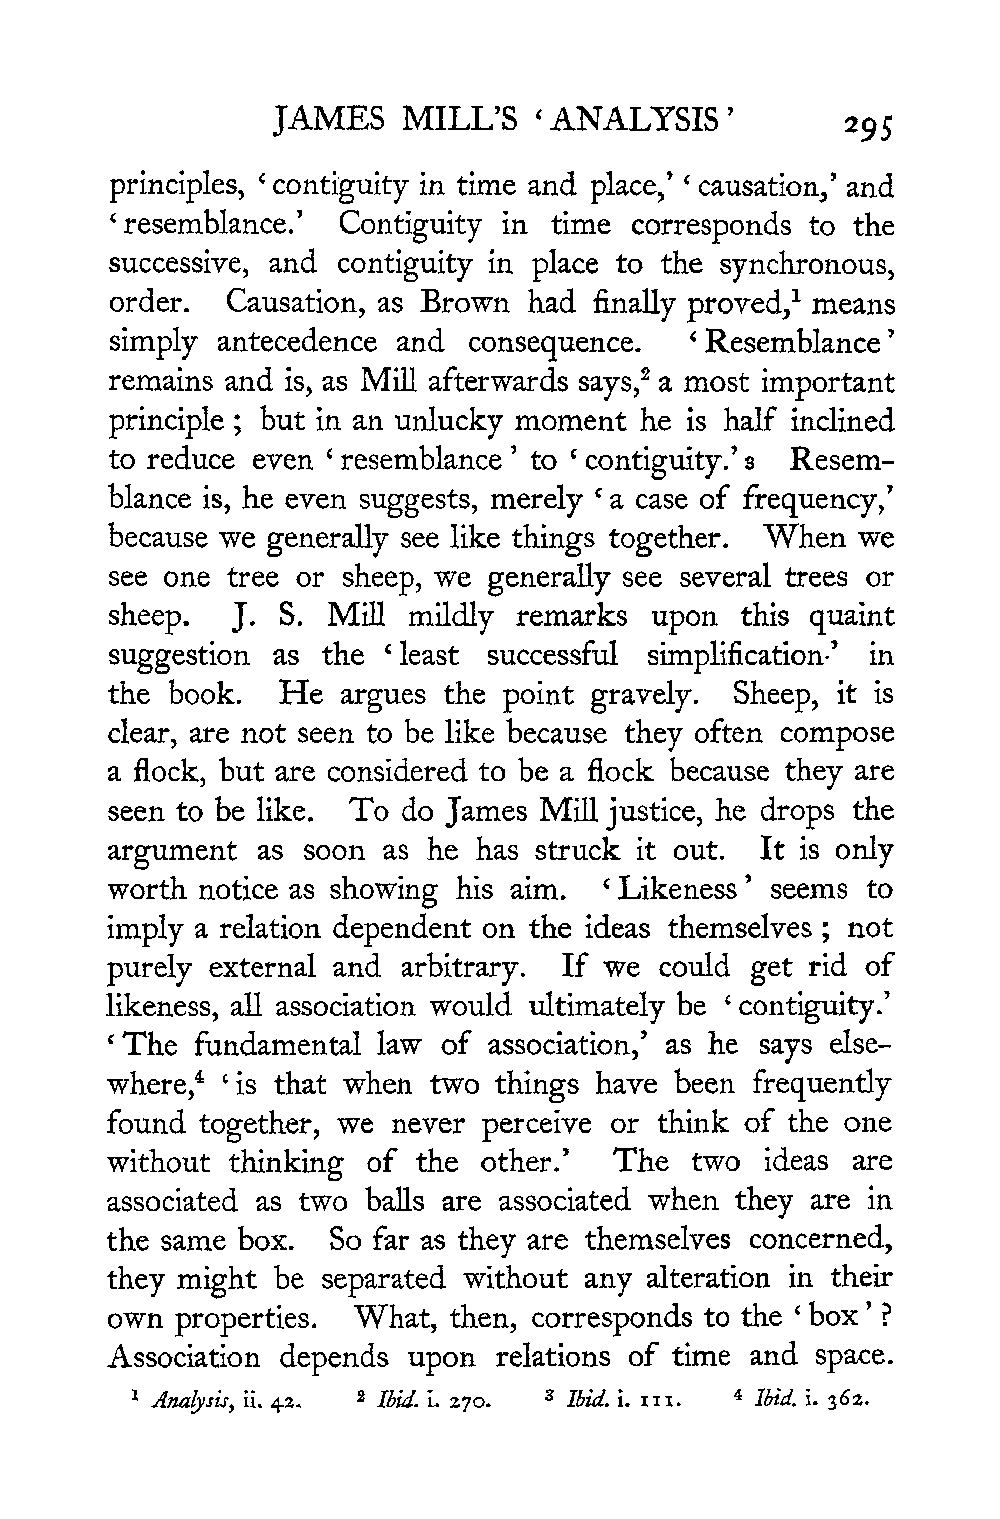 JAMES MILL'S ‘ANALYSIS’ 295
principles, ‘contiguity in time and place,’ ‘causation,’ and
‘resemblance.’ Contiguity in time corresponds to the
successive, and contiguity in place to the synchronous,
order. Causation, as Brown had finally proved,¹ means
simply antecedence and consequence. ‘Resemblance’
remains and is, as Mill afterwards says,² a most important
principle; but in an unlucky moment he is half inclined
to reduce even ‘resemblance’ to ‘contiguity.’³ Resem-
blance is, he even suggests, merely ‘a case of frequency,’
because we generally see like things together. When we
see one tree or sheep, we generally see several trees or
sheep. J. S. Mill mildly remarks upon this quaint
suggestion as the ‘least successful simplification’ in
the book. He argues the point gravely. Sheep, it is
clear, are not seen to be like because they often compose
a flock, but are considered to be a flock because they are
seen to be like. To do James Mill justice, he drops the
argument as soon as he has struck it out. It is only
worth notice as showing his aim. ‘Likeness’ seems to
imply a relation dependent on the ideas themselves; not
purely external and arbitrary. If we could get rid of
likeness, all association would ultimately be ‘contiguity.’
‘The fundamental law of association,’ as he says else-
where,⁴ ‘is that when two things have been frequently
found together, we never perceive or think of the one
without thinking of the other.’ The two ideas are
associated as two balls are associated when they are in
the same box. So far as they are themselves concerned,
they might be separated without any alteration in their
own properties. What, then, corresponds to the ‘box’?
Association depends upon relations of time and space.
¹ Analysis, ii. 42. ² Ibid. i. 270. ³ Ibid. i. 111. ⁴ Ibid. i. 362.